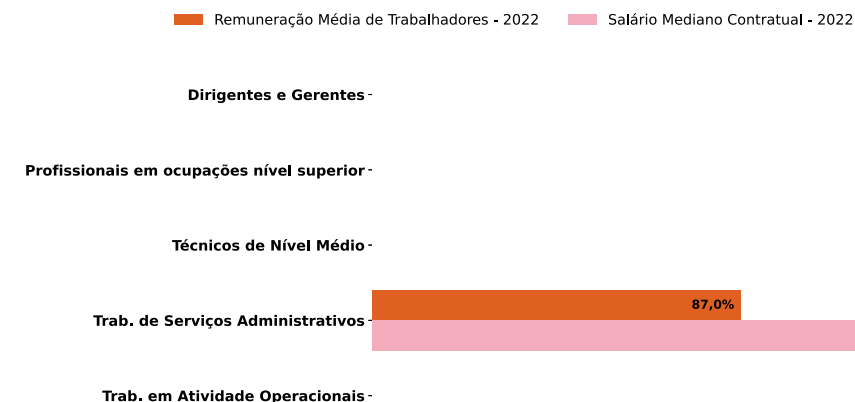 Remuneração Média de Trabalhadores - 2022 Salário Mediano Contratual - 2022
Dirigentes e Gerentes
Profissionais em ocupações nível superior
Técnicos de Nível Médio
87,0%
Trab. de Serviços Administrativos
Trab. em Atividade Operacionais